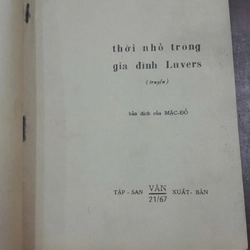 thời nhỏ trong
gia đình Luvers
(truyện)
bản dịch của MẶC-ĐỖ
TẬP - SAN VĂN XUẤT - BẢN
21/67